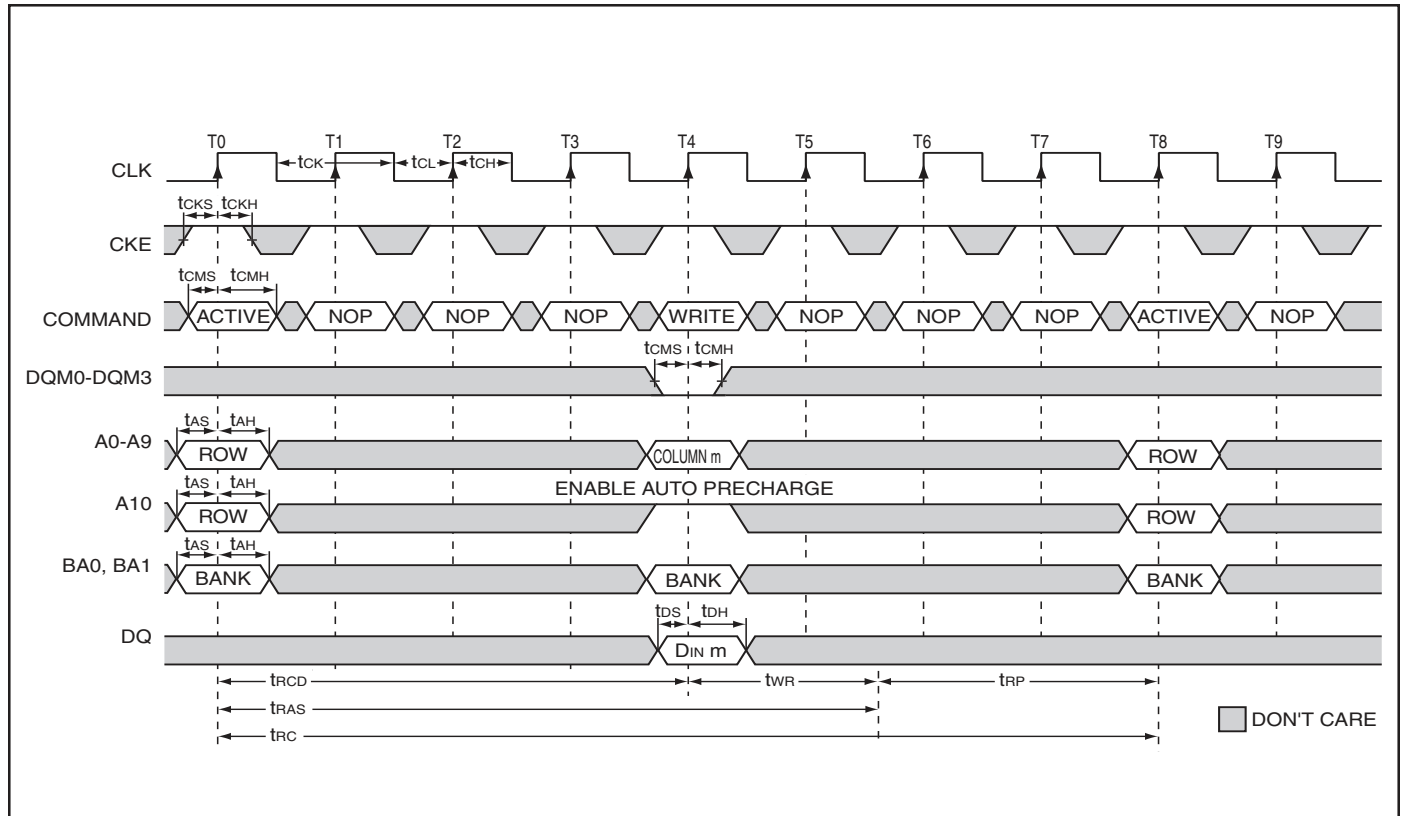 T0 T1 T2 T3 T4 T5 T6 T7 T8 T9
CLK tCK tCL tCH
tCKS tCKH
CKE
tCMS tCMH
COMMAND ACTIVE NOP NOP NOP WRITE NOP NOP NOP ACTIVE NOP
tCMS tCMH
DQM0-DQM3
tAS tAH
A0-A9 ROW COLUMN m ROW
tAS tAH ENABLE AUTO PRECHARGE
A10 ROW ROW
tAS tAH
BA0, BA1 BANK BANK BANK
tDS tDH
DQ DIN m
tRCD tWR tRP
tRAS
DON'T CARE
tRC